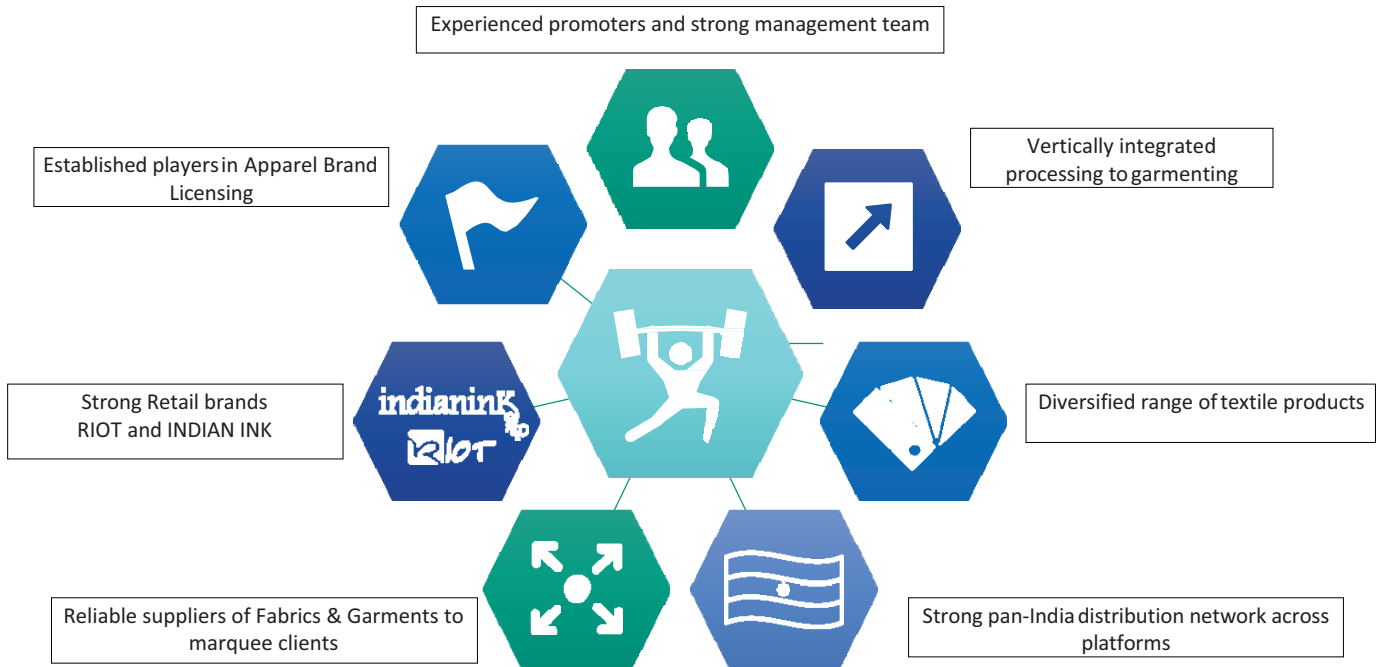 Experienced promoters and strong management team
Established players in Apparel Brand
Licensing
Vertically integrated
processing to garmenting
Strong Retail brands
RIOT and INDIAN INK
indianink
RIOT
Diversified range of textile products
Reliable suppliers of Fabrics & Garments to
marquee clients
Strong pan-India distribution network across
platforms